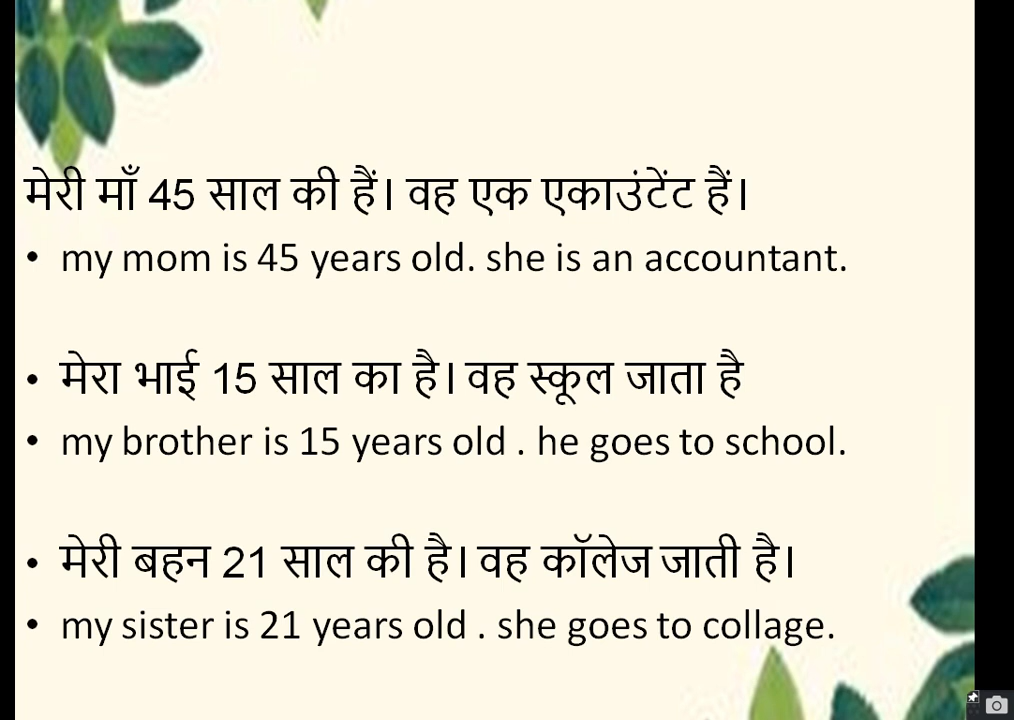 मेरी माँ 45 साल की हैं। वह एक एकाउंटेंट हैं।
• my mom is 45 years old. she is an accountant.
• मेरा भाई 15 साल का है। वह स्कूल जाता है
• my brother is 15 years old . he goes to school.
• मेरी बहन 21 साल की है। वह कॉलेज जाती है।
• my sister is 21 years old . she goes to collage.